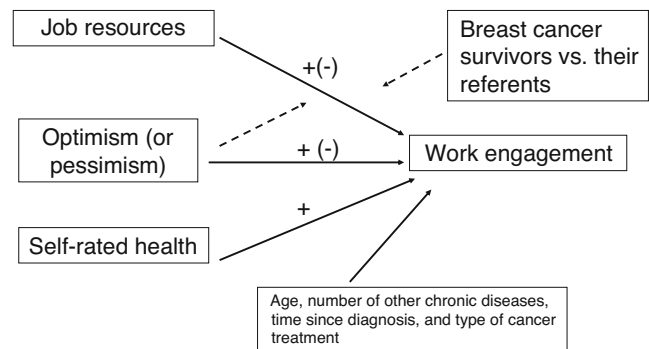 Job resources
Breast cancer
survivors vs. their
referents
+(-)
Optimism (or
pessimism)
+ (-)
Work engagement
+
Self-rated health
Age, number of other chronic diseases,
time since diagnosis, and type of cancer
treatment